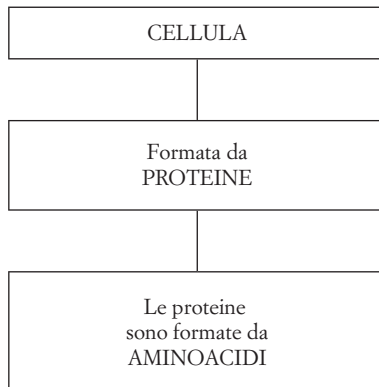 CELLULA
Formata da
PROTEINE
Le proteine
sono formate da
AMINOACIDI